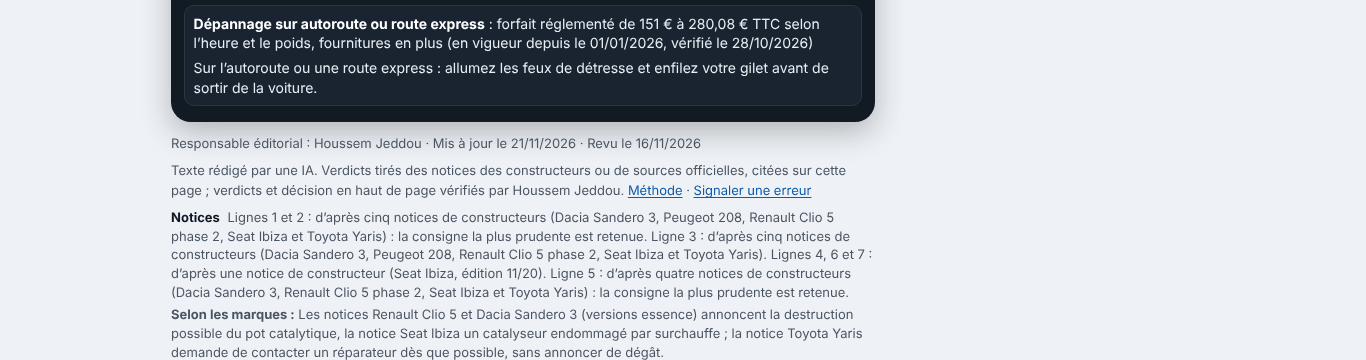 Dépannage sur autoroute ou route express : forfait réglementé de 151 € à 280,08 € TTC selon
l’heure et le poids, fournitures en plus (en vigueur depuis le 01/01/2026, vérifié le 28/10/2026)
Sur l’autoroute ou une route express : allumez les feux de détresse et enfilez votre gilet avant de
sortir de la voiture.
Responsable éditorial : Houssem Jeddou · Mis à jour le 21/11/2026 · Revu le 16/11/2026
Texte rédigé par une IA. Verdicts tirés des notices des constructeurs ou de sources officielles, citées sur cette
page ; verdicts et décision en haut de page vérifiés par Houssem Jeddou. Méthode · Signaler une erreur
Notices Lignes 1 et 2 : d’après cinq notices de constructeurs (Dacia Sandero 3, Peugeot 208, Renault Clio 5
phase 2, Seat Ibiza et Toyota Yaris) : la consigne la plus prudente est retenue. Ligne 3 : d’après cinq notices de
constructeurs (Dacia Sandero 3, Peugeot 208, Renault Clio 5 phase 2, Seat Ibiza et Toyota Yaris). Lignes 4, 6 et 7 :
d’après une notice de constructeur (Seat Ibiza, édition 11/20). Ligne 5 : d’après quatre notices de constructeurs
(Dacia Sandero 3, Renault Clio 5 phase 2, Seat Ibiza et Toyota Yaris) : la consigne la plus prudente est retenue.
Selon les marques : Les notices Renault Clio 5 et Dacia Sandero 3 (versions essence) annoncent la destruction
possible du pot catalytique, la notice Seat Ibiza un catalyseur endommagé par surchauffe ; la notice Toyota Yaris
demande de contacter un réparateur dès que possible, sans annoncer de dégât.